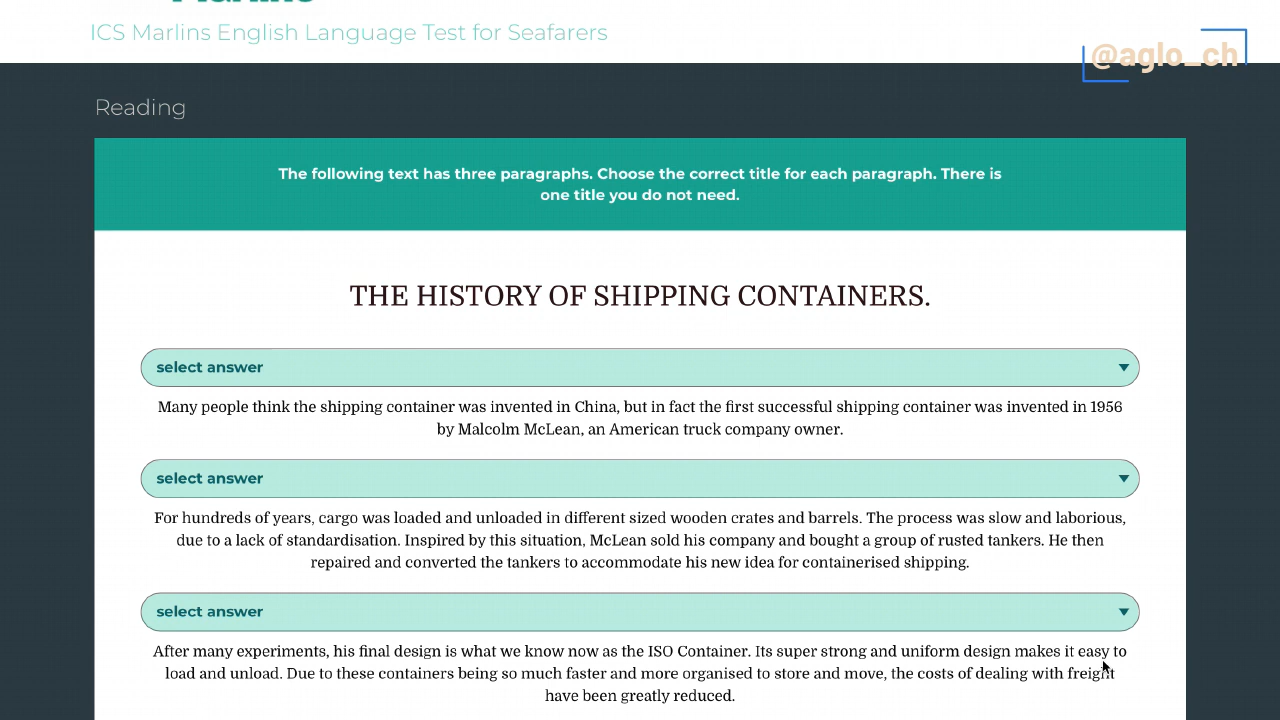 ICS Marlins English Language Test for Seafarers
@aglo_ch
Reading
The following text has three paragraphs. Choose the correct title for each paragraph. There is
one title you do not need.
THE HISTORY OF SHIPPING CONTAINERS.
select answer
Many people think the shipping container was invented in China, but in fact the first successful shipping container was invented in 1956
by Malcolm McLean, an American truck company owner.
select answer
For hundreds of years, cargo was loaded and unloaded in different sized wooden crates and barrels. The process was slow and laborious,
due to a lack of standardisation. Inspired by this situation, McLean sold his company and bought a group of rusted tankers. He then
repaired and converted the tankers to accommodate his new idea for containerised shipping.
select answer
After many experiments, his final design is what we know now as the ISO Container. Its super strong and uniform design makes it easy to
load and unload. Due to these containers being so much faster and more organised to store and move, the costs of dealing with freight
have been greatly reduced.